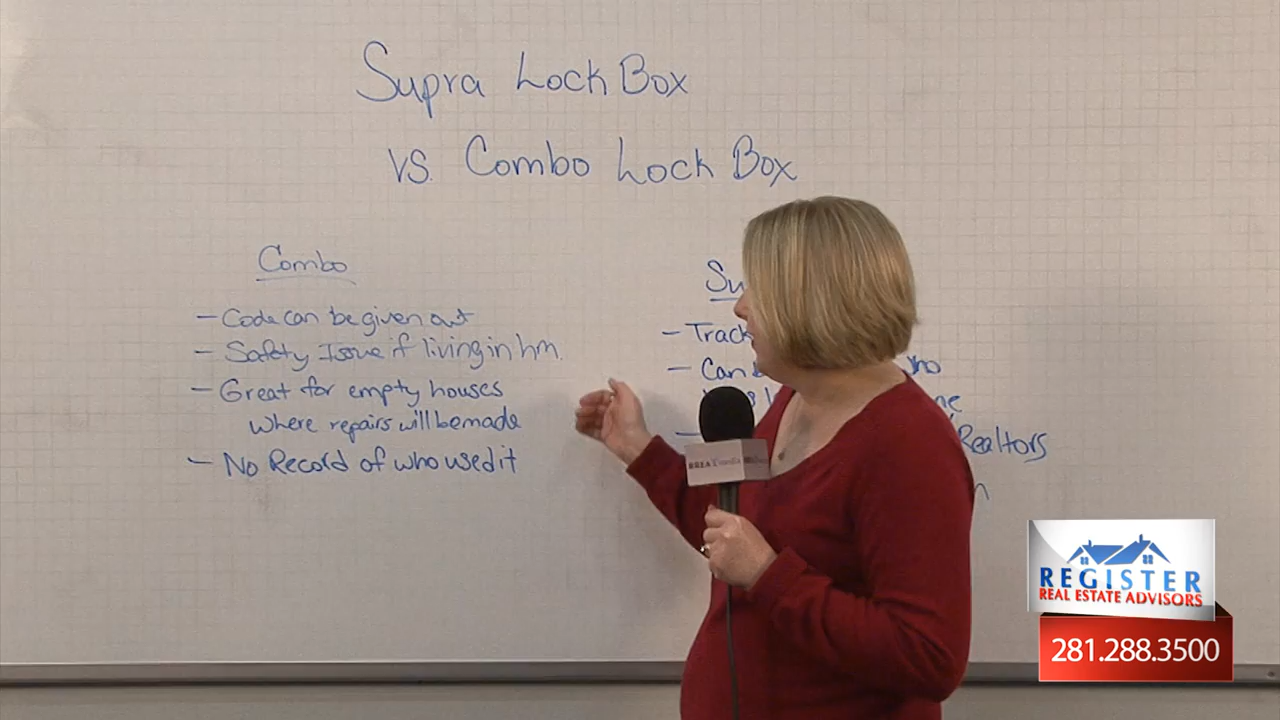 Supra Lock Box
vs. Combo Lock Box
Combo
- Code can be given out
- Safety Issue if living in hm.
- Great for empty houses
where repairs will be made
- No Record of who used it
Su
- Track
- Can
ne
- Realtors
REGISTER
REAL ESTATE ADVISORS
281.288.3500